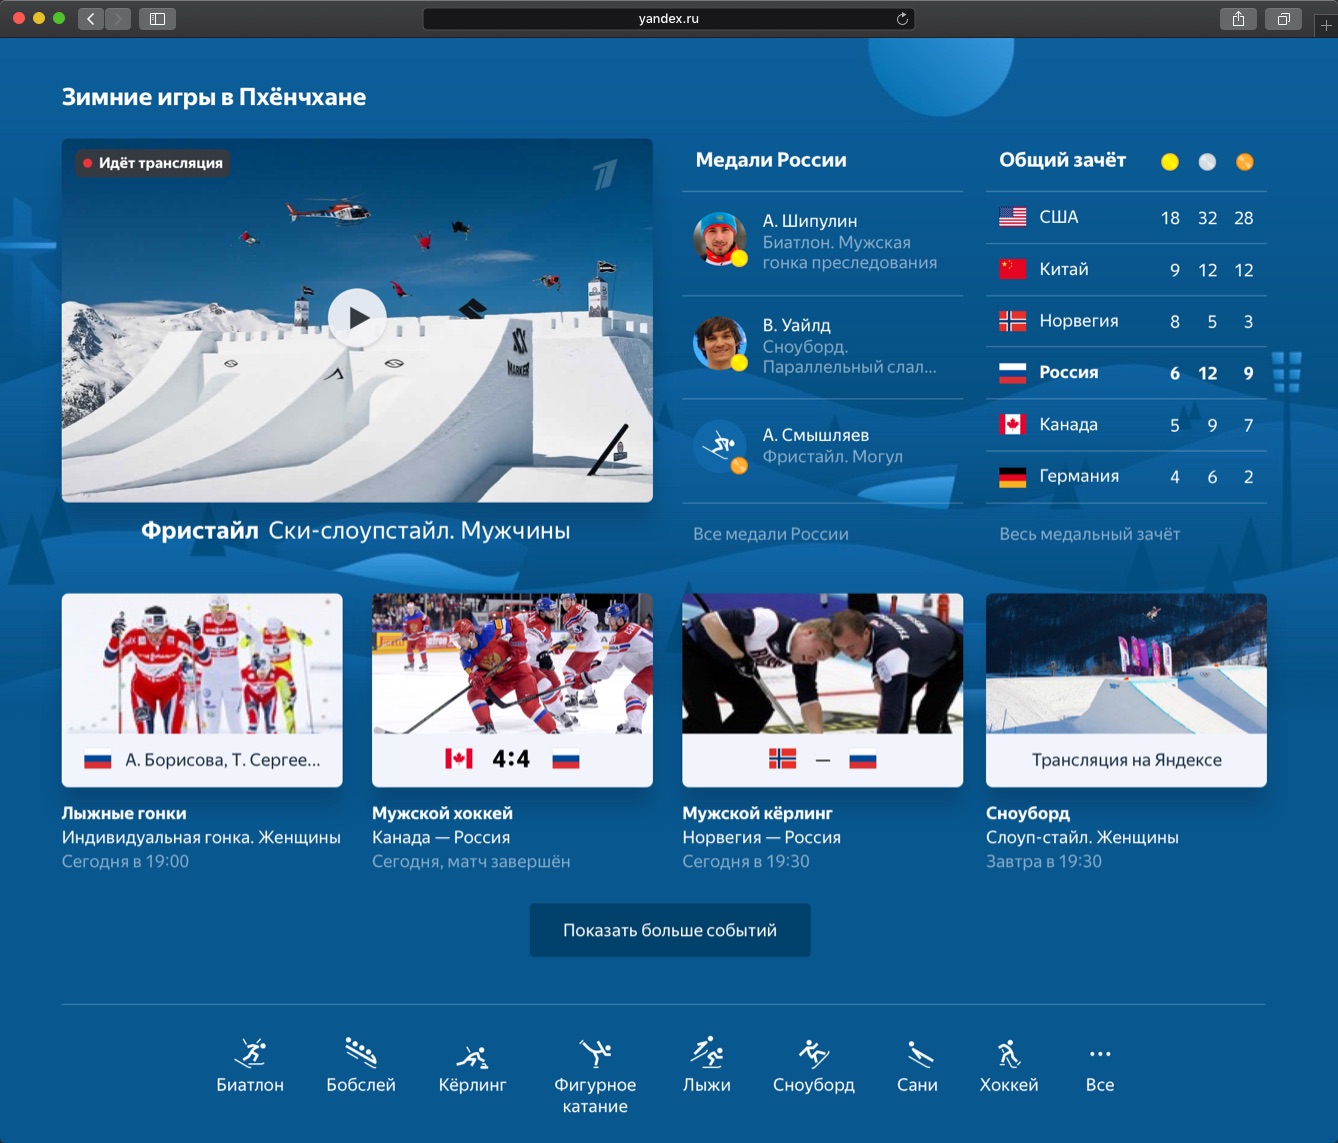 yandex.ru
Зимние игры в Пхёнчхане
Идёт трансляция
MARKER
Фристайл Ски-слоупстайл. Мужчины
Медали России
А. Шипулин
Биатлон. Мужская
гонка преследования
В. Уайлд
Сноуборд.
Параллельный слал...
А. Смышляев
Фристайл. Могул
Все медали России
Общий зачёт
США 18 32 28
Китай 9 12 12
Норвегия 8 5 3
Россия 6 12 9
Канада 5 9 7
Германия 4 6 2
Весь медальный зачёт
9
А. Борисова, Т. Сергее...
Лыжные гонки
Индивидуальная гонка. Женщины
Сегодня в 19:00
4:4
Мужской хоккей
Канада — Россия
Сегодня, матч завершён
—
Мужской кёрлинг
Норвегия — Россия
Сегодня в 19:30
Трансляция на Яндексе
Сноуборд
Слоуп-стайл. Женщины
Завтра в 19:30
Показать больше событий
Биатлон
Бобслей
Кёрлинг
Фигурное
катание
Лыжи
Сноуборд
Сани
Хоккей
Все